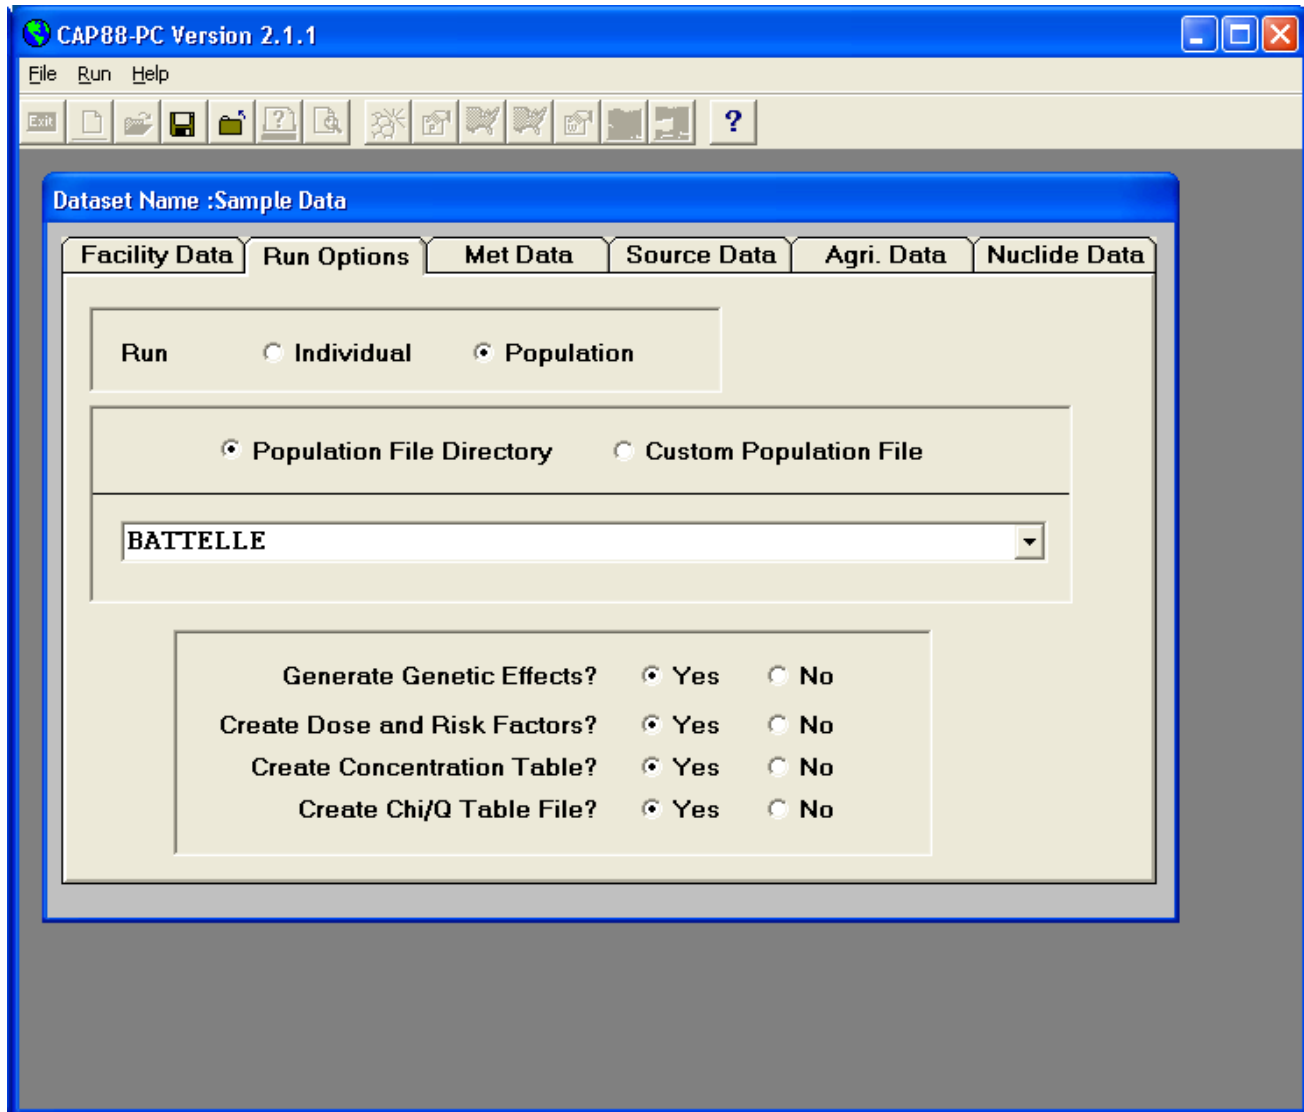 CAP88-PC Version 2.1.1
File Run Help
Exit ?
Dataset Name :Sample Data
Facility Data Run Options Met Data Source Data Agri. Data Nuclide Data
Run Individual Population
Population File Directory Custom Population File
BATTELLE
Generate Genetic Effects? Yes No
Create Dose and Risk Factors? Yes No
Create Concentration Table? Yes No
Create Chi/Q Table File? Yes No